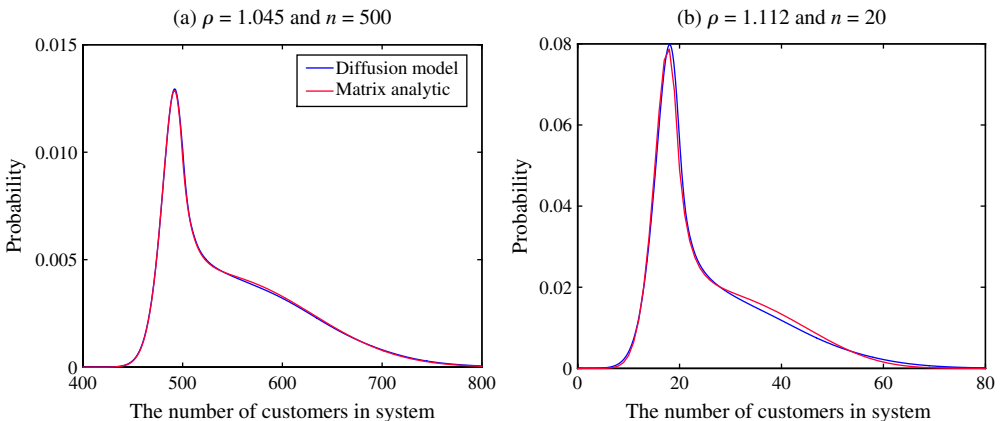 (a) ρ = 1.045 and n = 500
0.015
0.010
0.005
0
Probability
400 500 600 700 800
The number of customers in system
Diffusion model
Matrix analytic
(b) ρ = 1.112 and n = 20
0.08
0.06
0.04
0.02
0
Probability
0 20 40 60 80
The number of customers in system